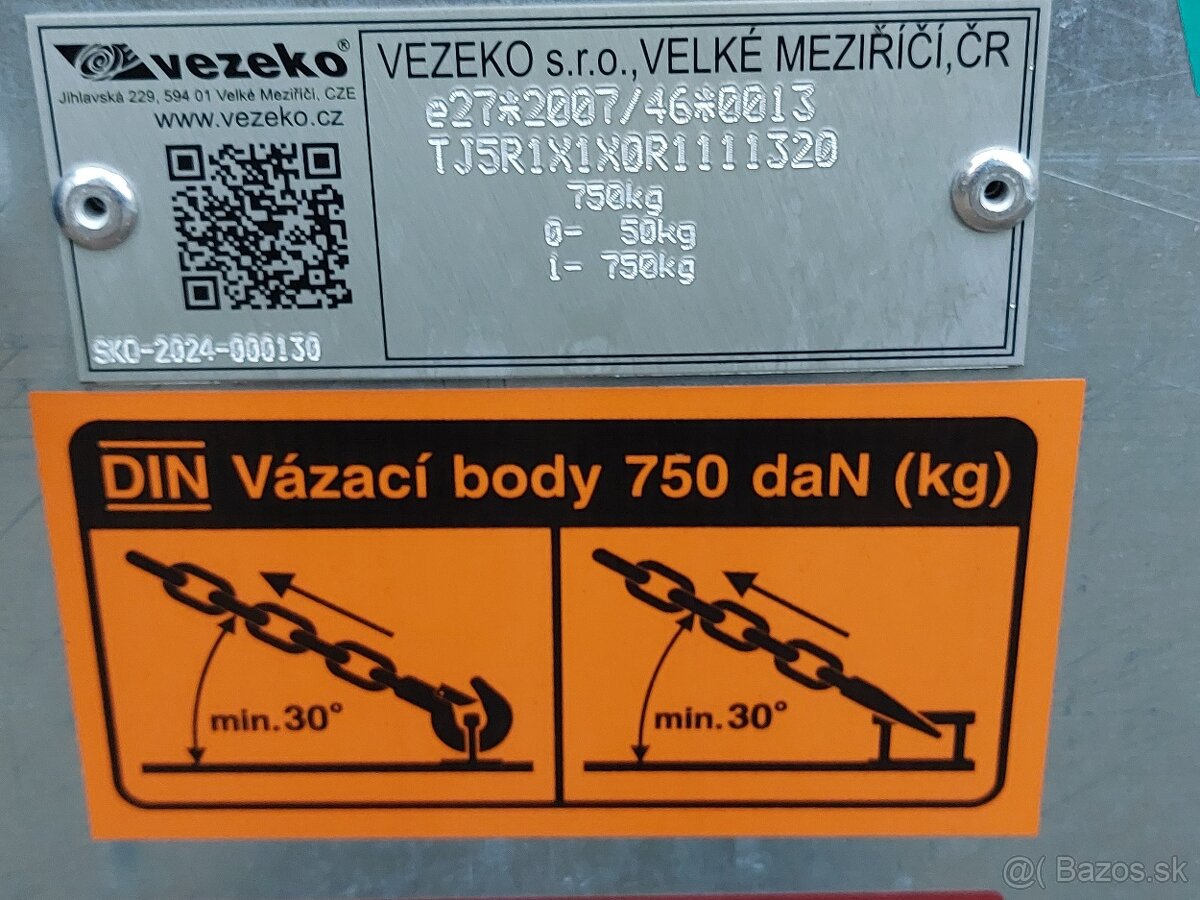 vezeko®
Jihlavská 229, 594 01 Velké Meziříčí, CZE
www.vezeko.cz
SKO-2024-000130
VEZEKO s.r.o.,VELKÉ MEZIŘÍČÍ,ČR
e27*2007/46*0013
TJ5R1X1X0R1111320
750kg
0- 50kg
1- 750kg
DIN Vázací body 750 daN (kg)
min. 30°
min. 30°
@( Bazos.sk